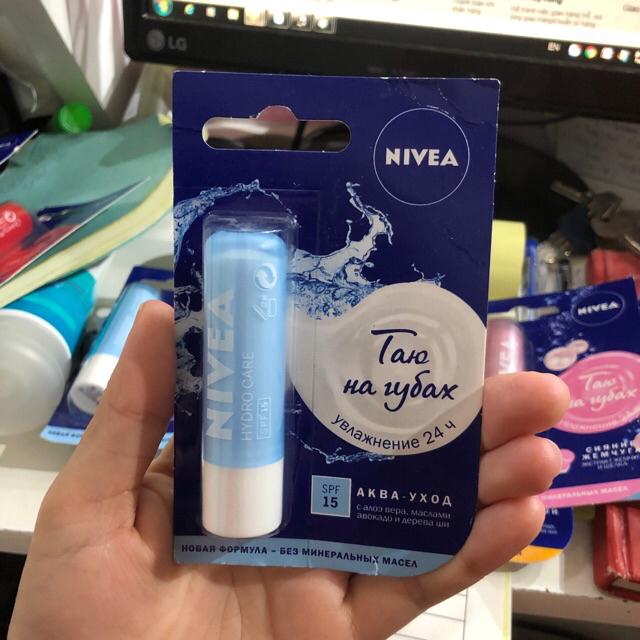 LG
EN
NIVEA
NIVEA
HYDRO CARE
SPF 15
Таю
на губах
увлажнение 24 ч
SPF
15
АКВА-УХОД
с алоэ вера, маслами
авокадо и дерева ши
НОВАЯ ФОРМУЛА – БЕЗ МИНЕРАЛЬНЫХ МАСЕЛ
NIVEA
Таю
на губах